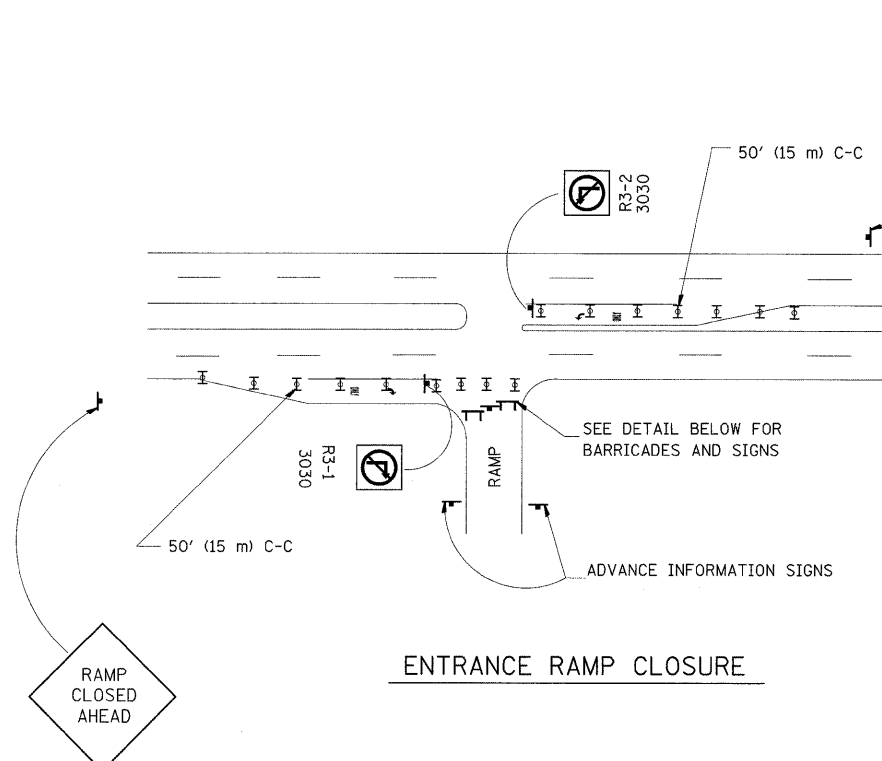 50' (15 m) C-C
R3-2
3030
SEE DETAIL BELOW FOR
BARRICADES AND SIGNS
R3-1
3030
RAMP
50' (15 m) C-C
ADVANCE INFORMATION SIGNS
RAMP
CLOSED
AHEAD
ENTRANCE RAMP CLOSURE